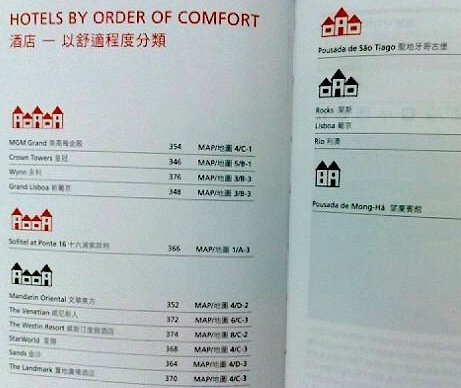 HOTELS BY ORDER OF COMFORT
酒店 — 以舒適程度分類
MGM Grand 美高梅金殿 354 MAP/地圖 4/C-1
Crown Towers 皇冠 346 MAP/地圖 5/B-1
Wynn 永利 376 MAP/地圖 3/B-3
Grand Lisboa 新葡京 348 MAP/地圖 3/B-3
Sofitel at Ponte 16 十六浦索菲特 366 MAP/地圖 1/A-3
Mandarin Oriental 文華東方 352 MAP/地圖 4/D-2
The Venetian 威尼斯人 372 MAP/地圖 6/C-3
The Westin Resort 威斯汀度假酒店 374 MAP/地圖 8/C-2
StarWorld 星際 368 MAP/地圖 4/C-3
Sands 金沙 364 MAP/地圖 4/D-3
The Landmark 置地廣場酒店 370 MAP/地圖 4/C-3
Pousada de São Tiago 聖地牙哥古堡
Rocks 萊斯
Lisboa 葡京
Rio 利澳
Pousada de Mong-Há 望廈賓館